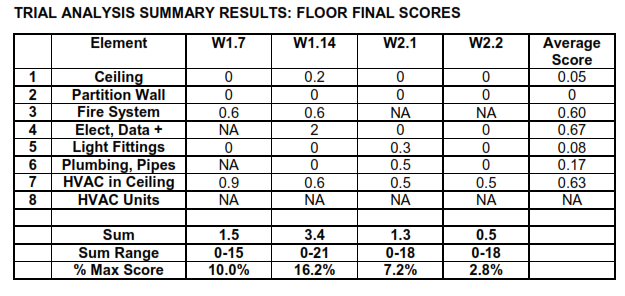 TRIAL ANALYSIS SUMMARY RESULTS: FLOOR FINAL SCORES
Element W1.7 W1.14 W2.1 W2.2 Average
Score
1 Ceiling 0 0.2 0 0 0.05
2 Partition Wall 0 0 0 0 0
3 Fire System 0.6 0.6 NA NA 0.60
4 Elect, Data + NA 2 0 0 0.67
5 Light Fittings 0 0 0.3 0 0.08
6 Plumbing, Pipes NA 0 0.5 0 0.17
7 HVAC in Ceiling 0.9 0.6 0.5 0.5 0.63
8 HVAC Units NA NA NA NA NA
Sum 1.5 3.4 1.3 0.5
Sum Range 0-15 0-21 0-18 0-18
% Max Score 10.0% 16.2% 7.2% 2.8%